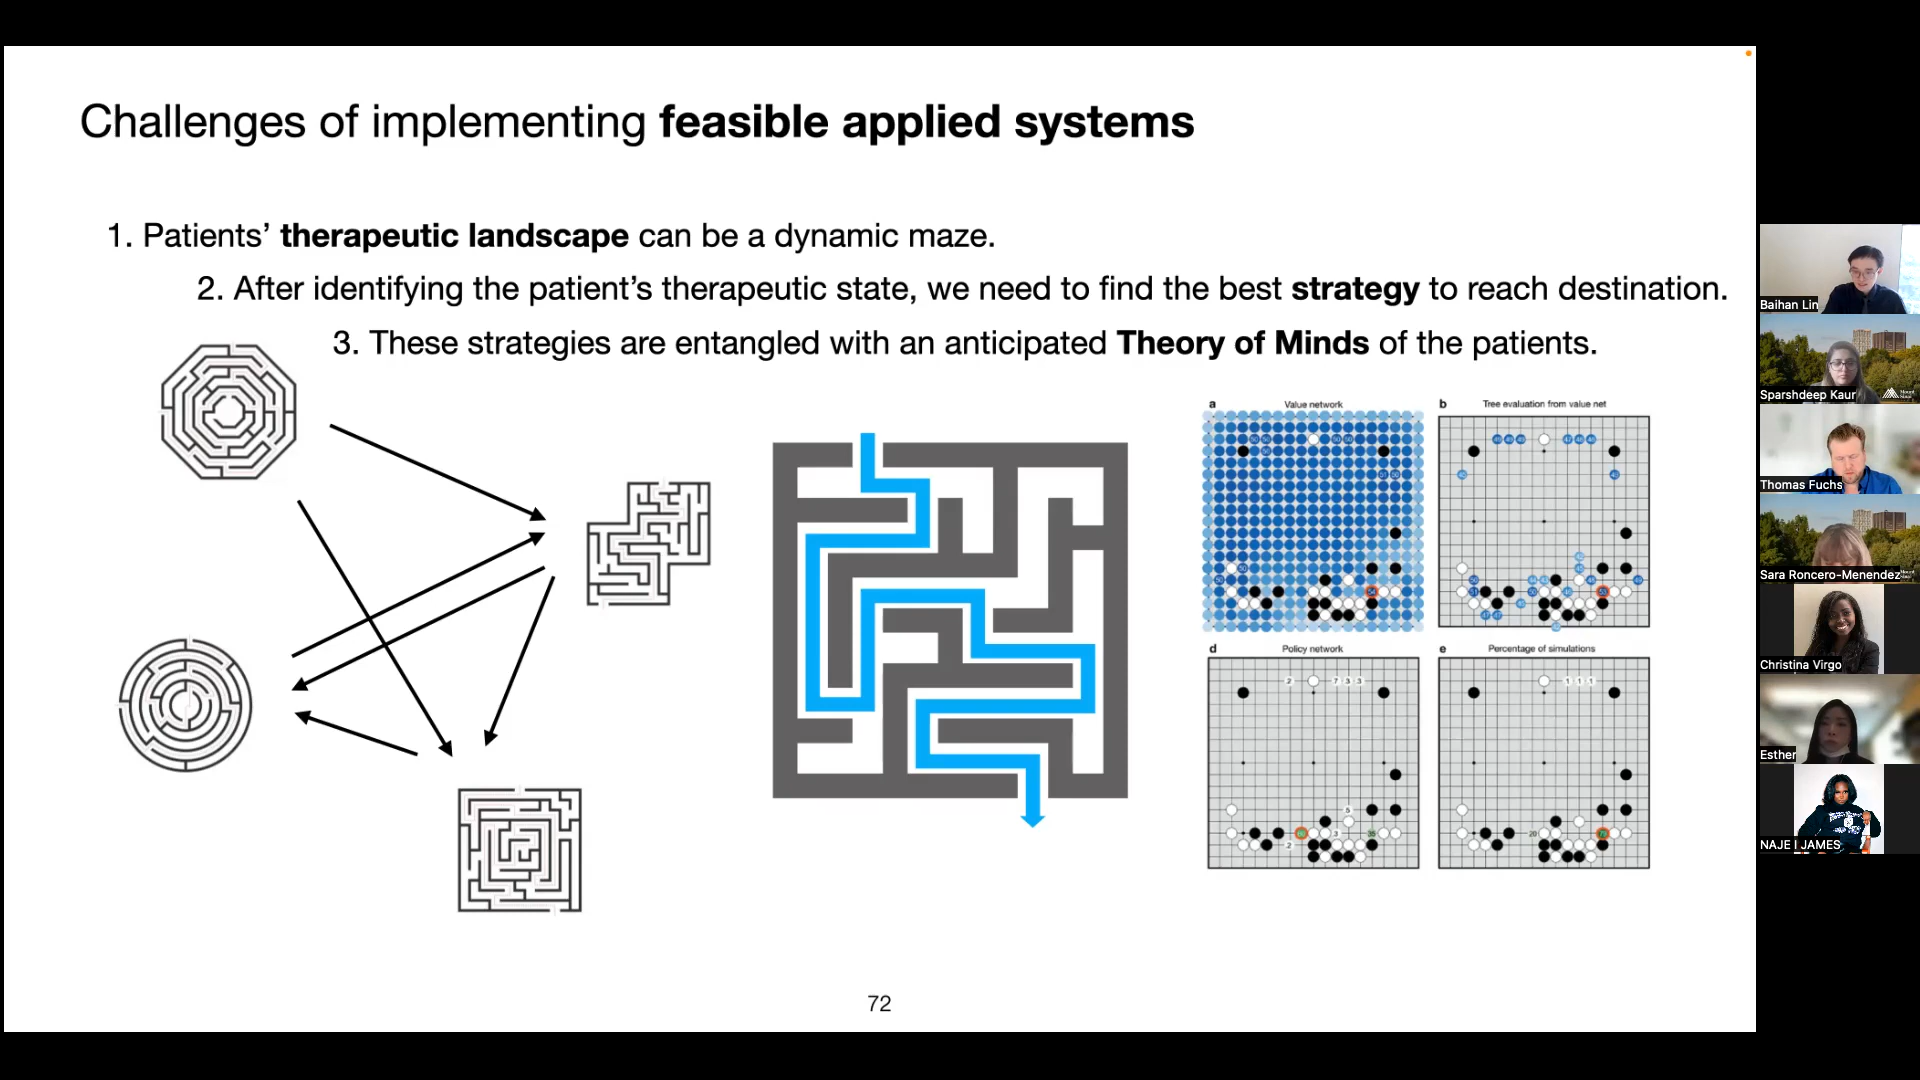 Challenges of implementing feasible applied systems
1. Patients’ therapeutic landscape can be a dynamic maze.
2. After identifying the patient’s therapeutic state, we need to find the best strategy to reach destination.
3. These strategies are entangled with an anticipated Theory of Minds of the patients.
a Value network
b Tree evaluation from value net
d Policy network
e Percentage of simulations
72
Baihan Lin
Sparshdeep Kaur
Thomas Fuchs
Sara Roncero-Menendez
Christina Virgo
Esther
NAJE I JAMES